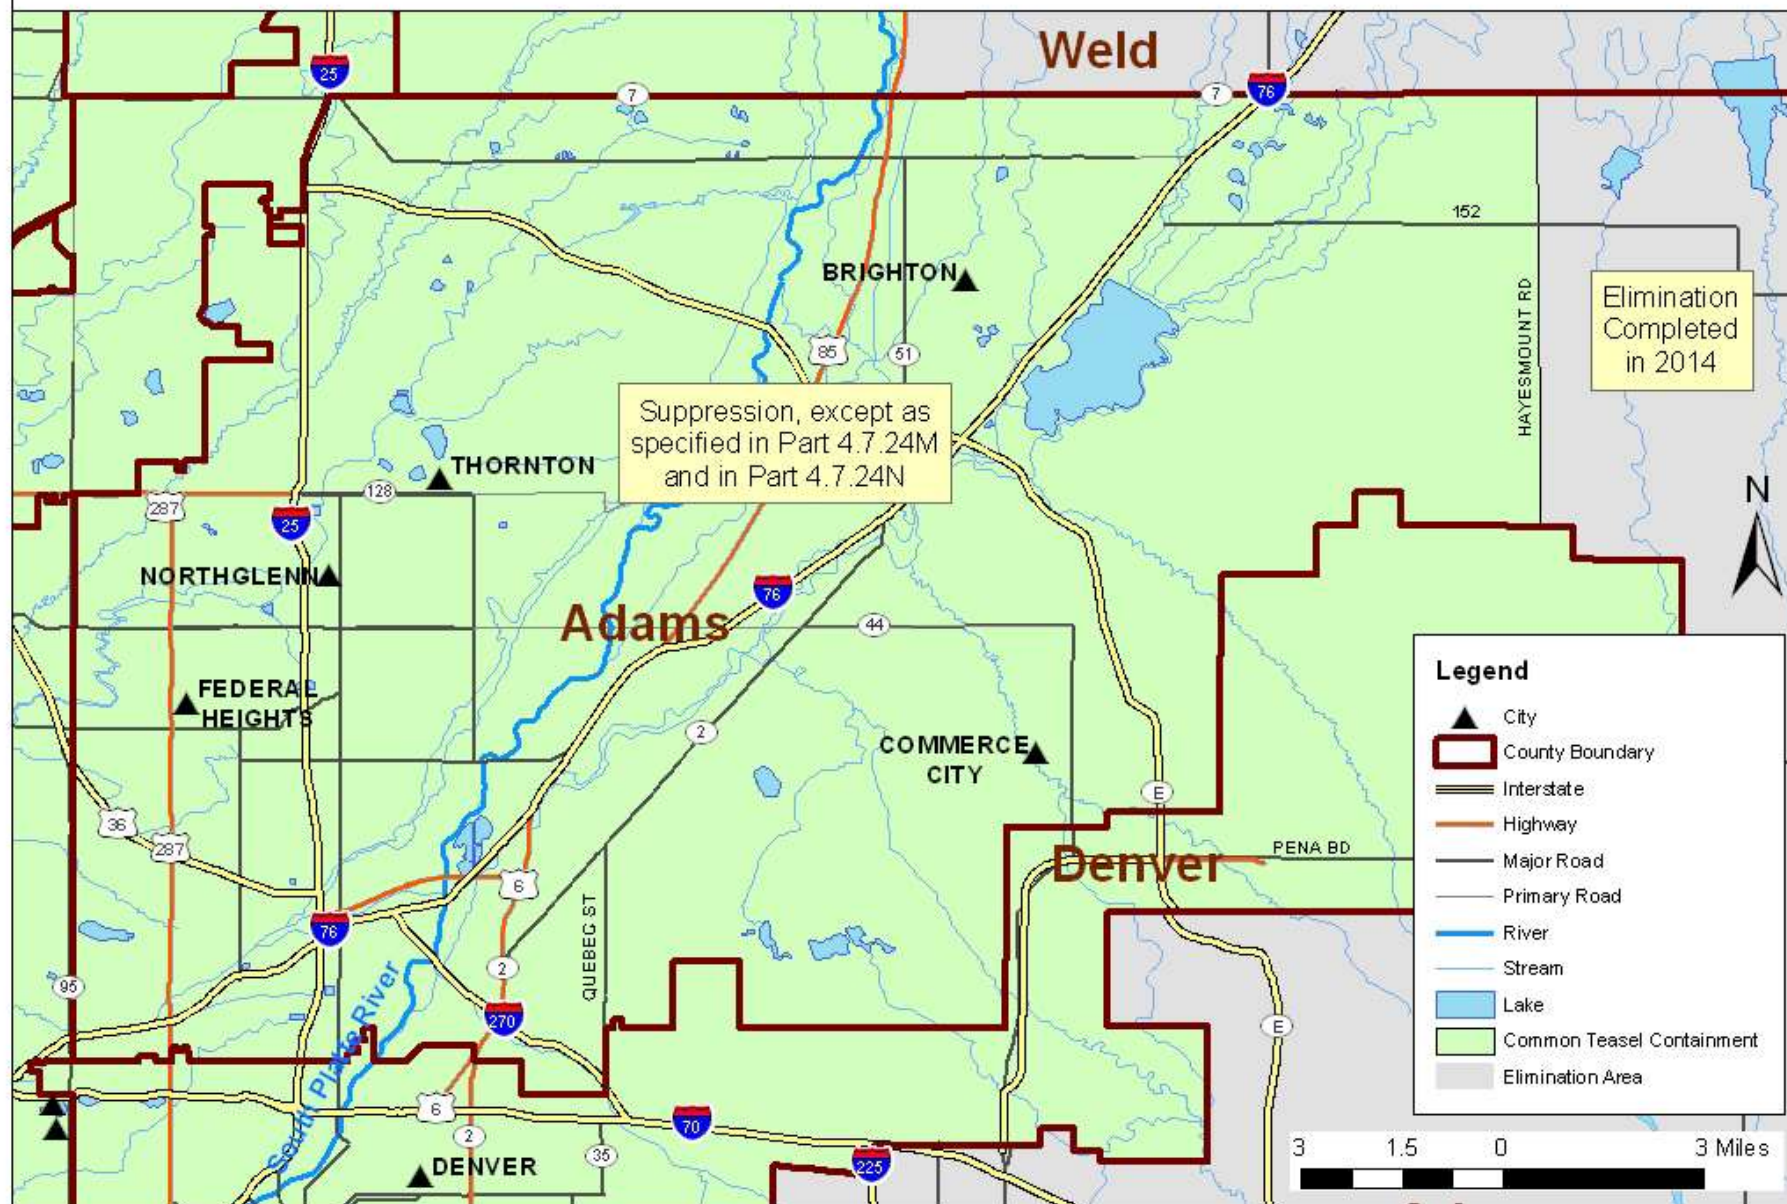 Weld
25
7
7
76
152
BRIGHTON
HAYESMOUNT RD
Elimination
Completed
in 2014
85
51
Suppression, except as
specified in Part 4.7.24M
and in Part 4.7.24N
THORNTON
128
287
25
N
NORTHGLENN
76
Adams
44
FEDERAL
HEIGHTS
2
COMMERCE
CITY
E
36
287
Denver
PENA BD
6
76
QUEBEC ST
2
95
South Platte River
270
E
6
70
2
35
DENVER
225
Legend
City
County Boundary
Interstate
Highway
Major Road
Primary Road
River
Stream
Lake
Common Teasel Containment
Elimination Area
3 1.5 0 3 Miles